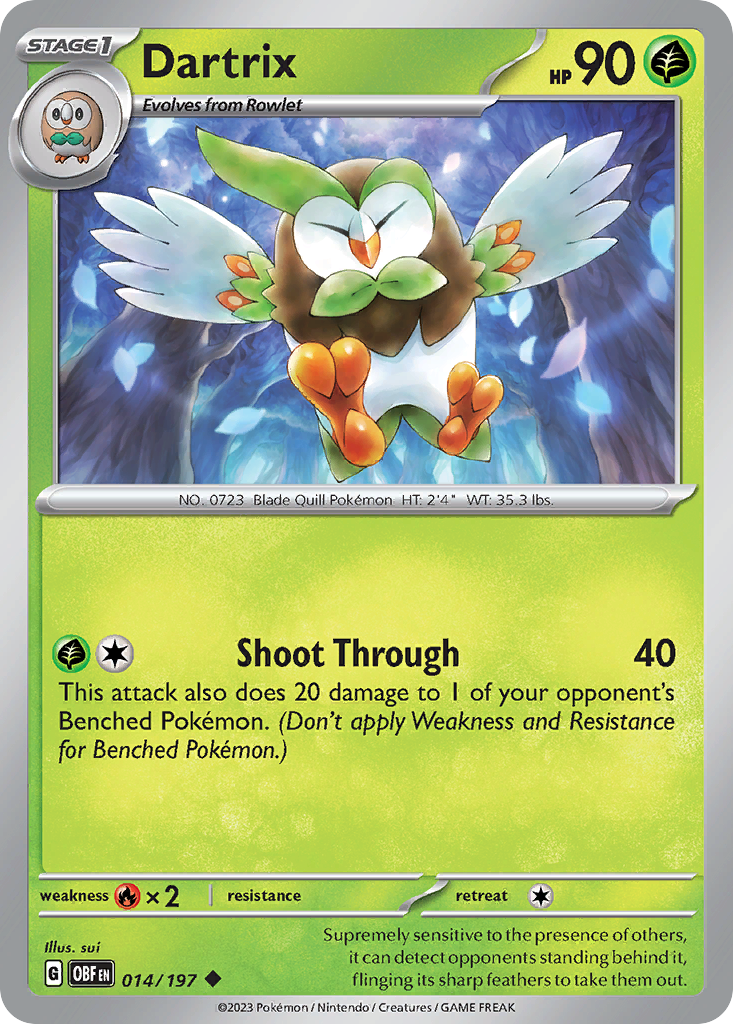 STAGE1
Dartrix
HP 90
Evolves from Rowlet
NO. 0723 Blade Quill Pokémon HT: 2'4" WT: 35.3 lbs.
Shoot Through 40
This attack also does 20 damage to 1 of your opponent's
Benched Pokémon. (Don't apply Weakness and Resistance
for Benched Pokémon.)
weakness ×2 resistance retreat
Illus. sui
Supremely sensitive to the presence of others,
it can detect opponents standing behind it,
flinging its sharp feathers to take them out.
G OBF EN 014/197
©2023 Pokémon / Nintendo / Creatures / GAME FREAK